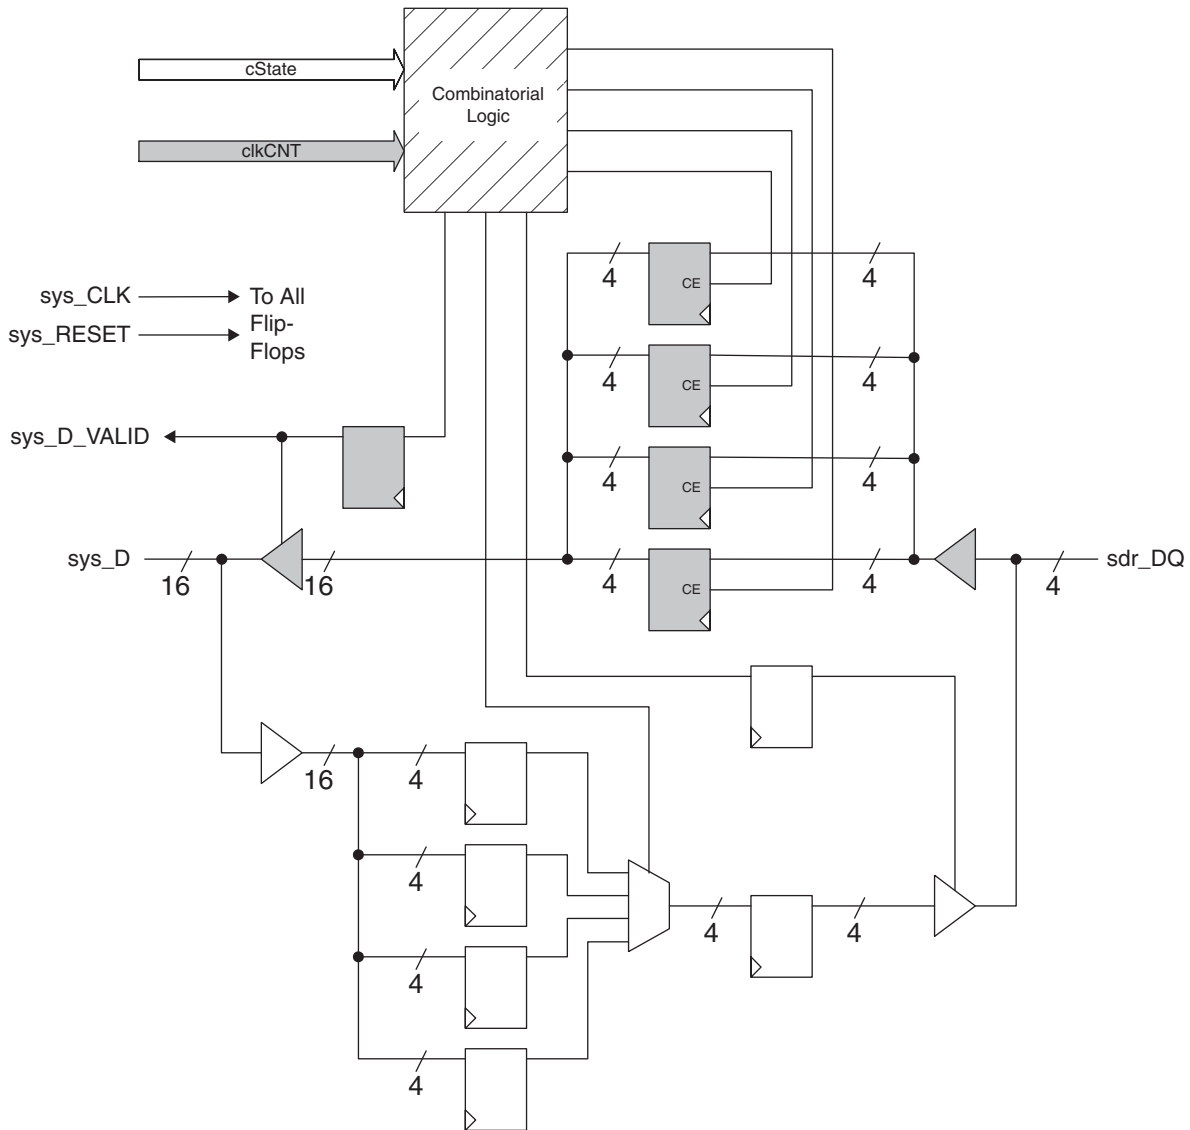 cState
Combinatorial
Logic
clkCNT
4
4
CE
sys_CLK
To All
sys_RESET
Flip-
Flops
4
4
CE
sys_D_VALID
4
4
CE
sys_D
16
16
4
4
CE
4
sdr_DQ
16
4
4
4
4
4
4